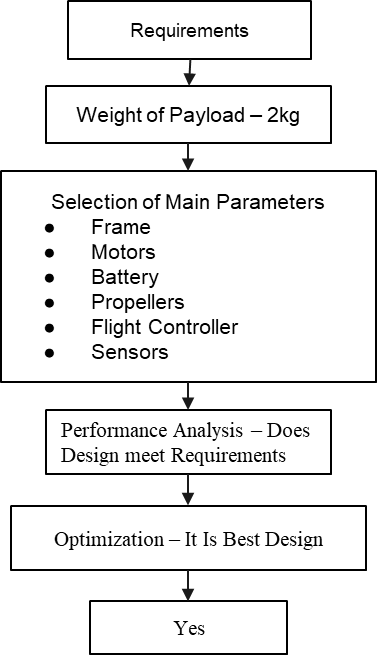 Requirements
Weight of Payload – 2kg
Selection of Main Parameters
● Frame
● Motors
● Battery
● Propellers
● Flight Controller
● Sensors
Performance Analysis – Does
Design meet Requirements
Optimization – It Is Best Design
Yes